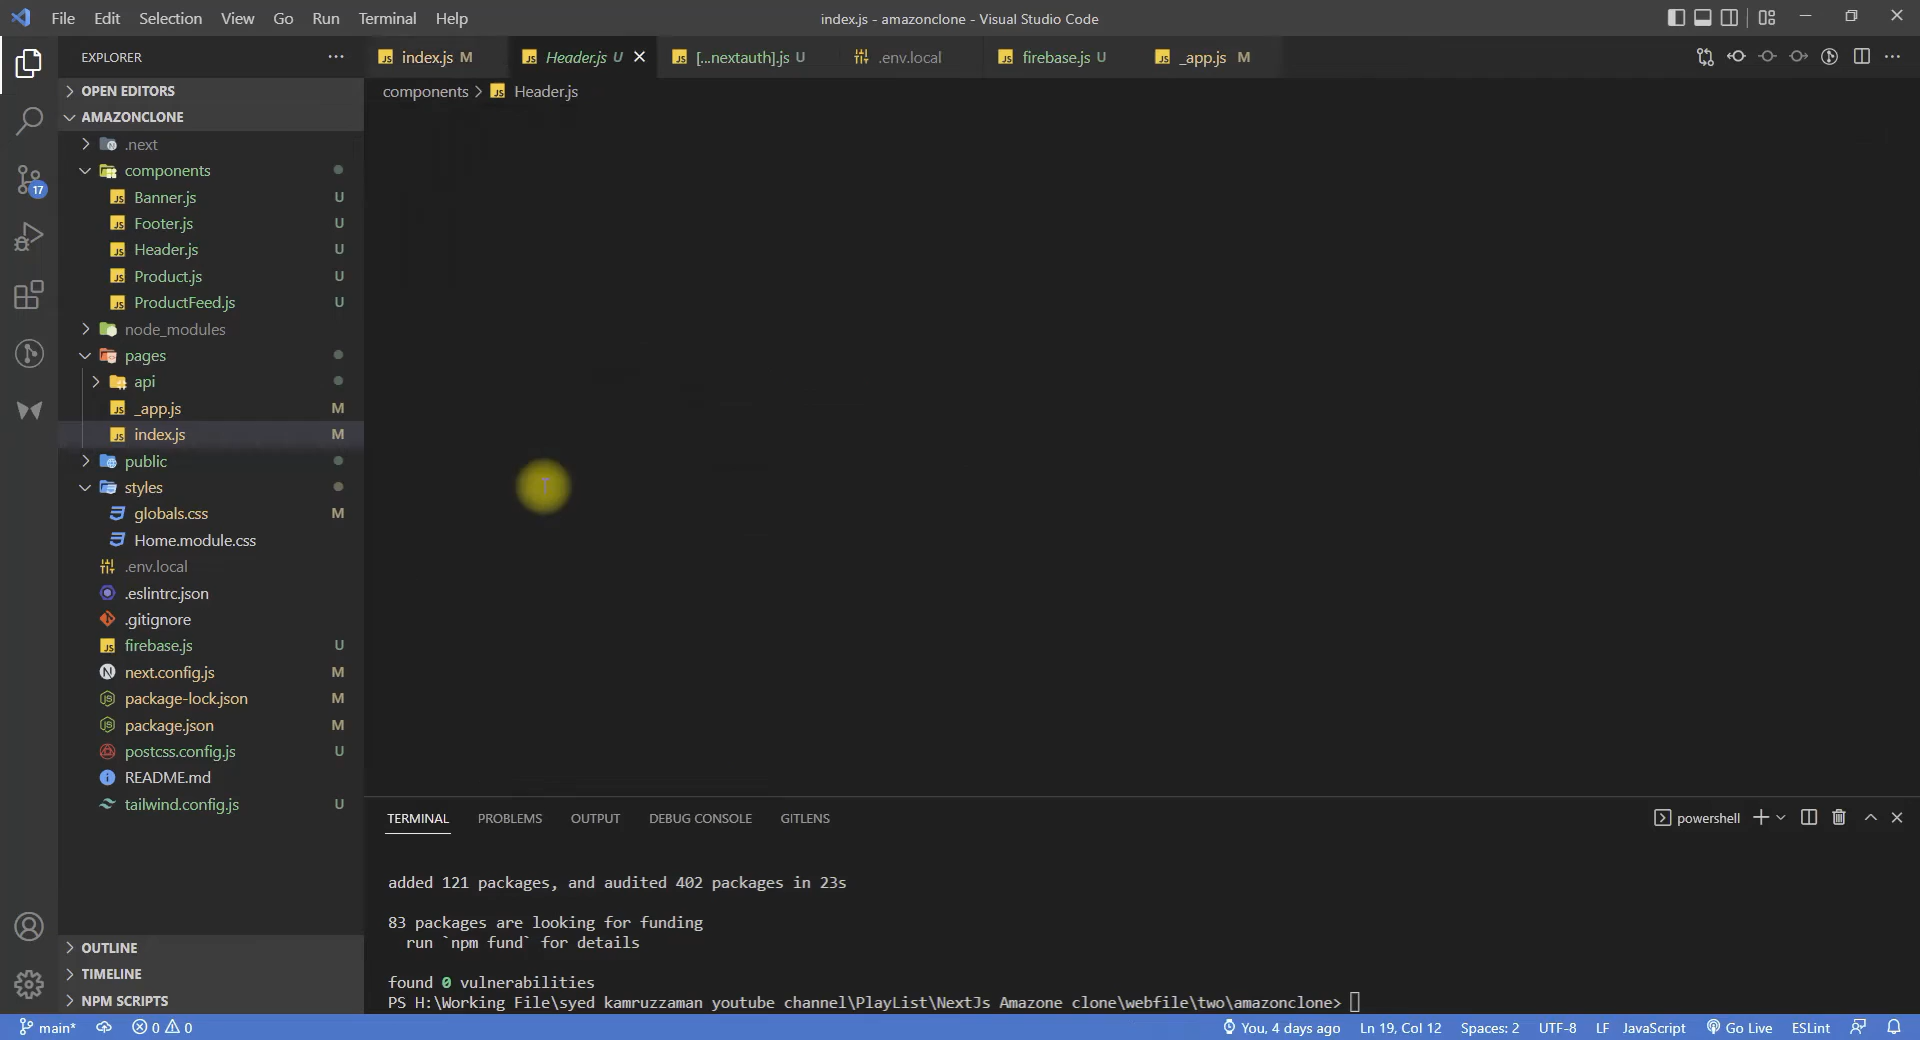 File Edit Selection View Go Run Terminal Help
index.js - amazonclone - Visual Studio Code
EXPLORER
index.js M
Header.js U
[...nextauth].js U
.env.local
firebase.js U
_app.js M
OPEN EDITORS
components > Header.js
AMAZONCLONE
.next
components
Banner.js U
Footer.js U
Header.js U
Product.js U
ProductFeed.js U
node_modules
pages
api
_app.js M
index.js M
public
styles
globals.css M
Home.module.css
.env.local
.eslintrc.json
.gitignore
firebase.js U
next.config.js M
package-lock.json M
package.json M
postcss.config.js U
README.md
tailwind.config.js U
17
TERMINAL PROBLEMS OUTPUT DEBUG CONSOLE GITLENS
powershell
added 121 packages, and audited 402 packages in 23s
83 packages are looking for funding
run `npm fund` for details
found 0 vulnerabilities
PS H:\Working File\syed kamruzzaman youtube channel\PlayList\NextJs Amazone clone\webfile\two\amazonclone>
OUTLINE
TIMELINE
NPM SCRIPTS
main* 0 0
You, 4 days ago Ln 19, Col 12 Spaces: 2 UTF-8 LF JavaScript Go Live ESLint